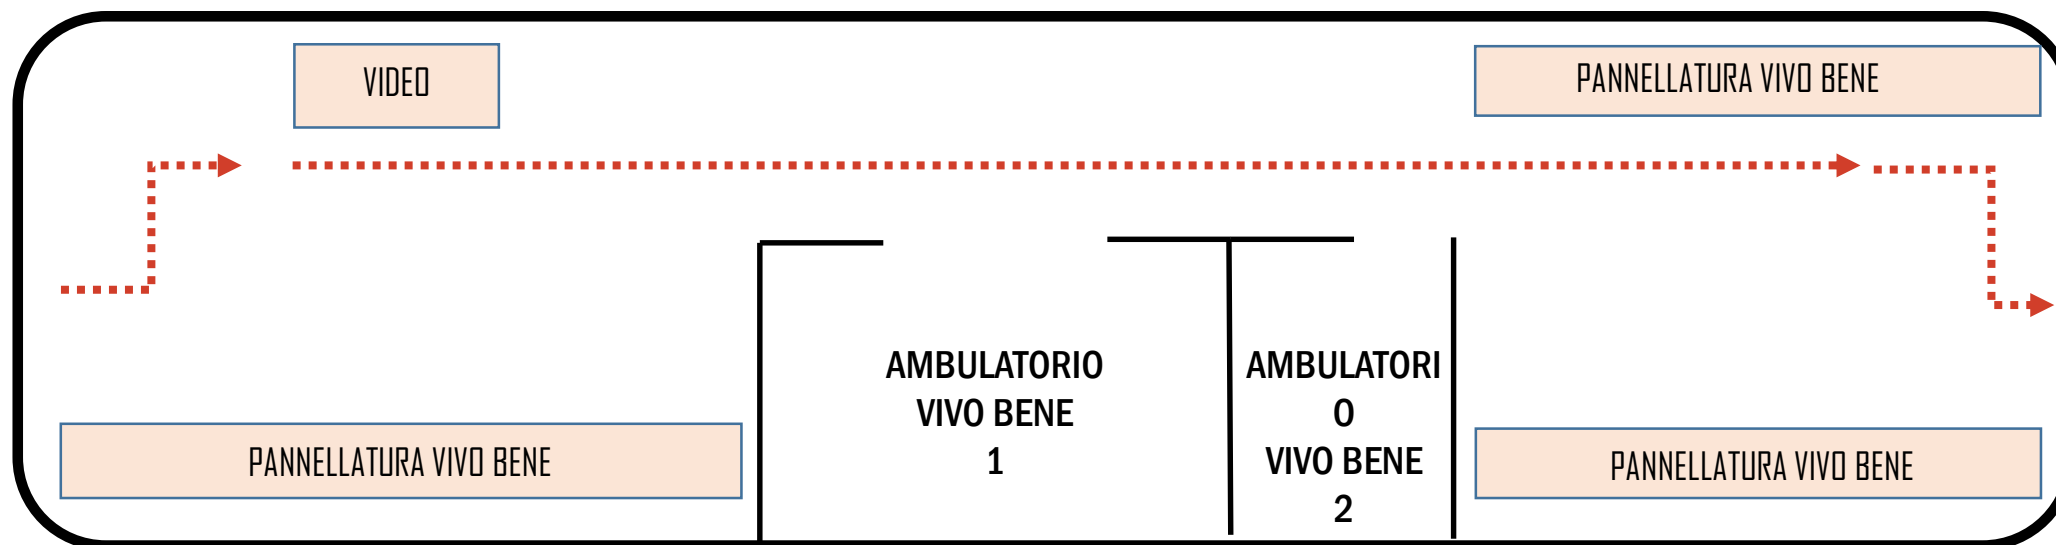 VIDEO
PANNELLATURA VIVO BENE
AMBULATORIO
VIVO BENE
1
AMBULATORI
O
VIVO BENE
2
PANNELLATURA VIVO BENE
PANNELLATURA VIVO BENE